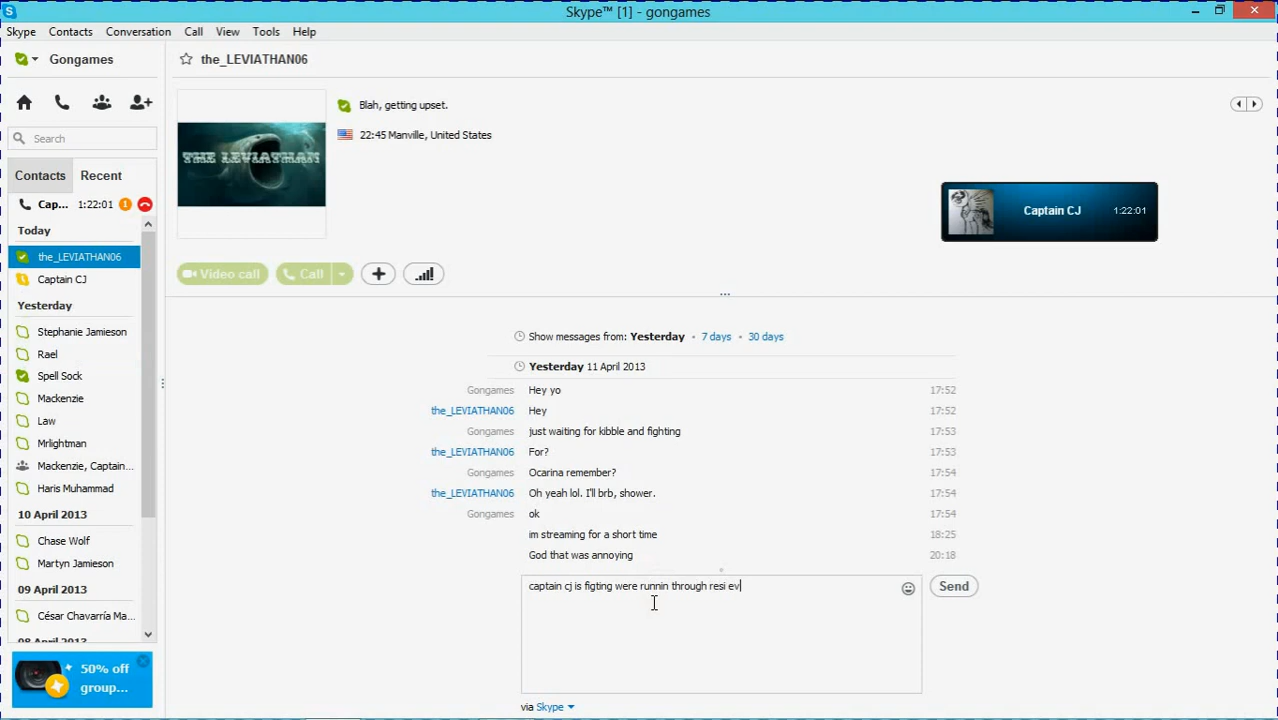 Skype™ [1] - gongames
Skype Contacts Conversation Call View Tools Help
Gongames
Search
Contacts Recent
Cap... 1:22:01 1
Today
the_LEVIATHAN06
Captain CJ
Yesterday
Stephanie Jamieson
Rael
Spell Sock
Mackenzie
Law
Mrlightman
Mackenzie, Captain...
Haris Muhammad
10 April 2013
Chase Wolf
Martyn Jamieson
09 April 2013
César Chavarría Ma...
08 April 2013
50% off
group...
the_LEVIATHAN06
THE LEVIATHAN
Blah, getting upset.
22:45 Manville, United States
Captain CJ 1:22:01
Video call Call
Show messages from: Yesterday • 7 days • 30 days
Yesterday 11 April 2013
Gongames Hey yo 17:52
the_LEVIATHAN06 Hey 17:52
Gongames just waiting for kibble and fighting 17:53
the_LEVIATHAN06 For? 17:53
Gongames Ocarina remember? 17:54
the_LEVIATHAN06 Oh yeah lol. I'll brb, shower. 17:54
Gongames ok 17:54
im streaming for a short time 18:25
God that was annoying 20:18
captain cj is figting were runnin through resi ev
Send
via Skype